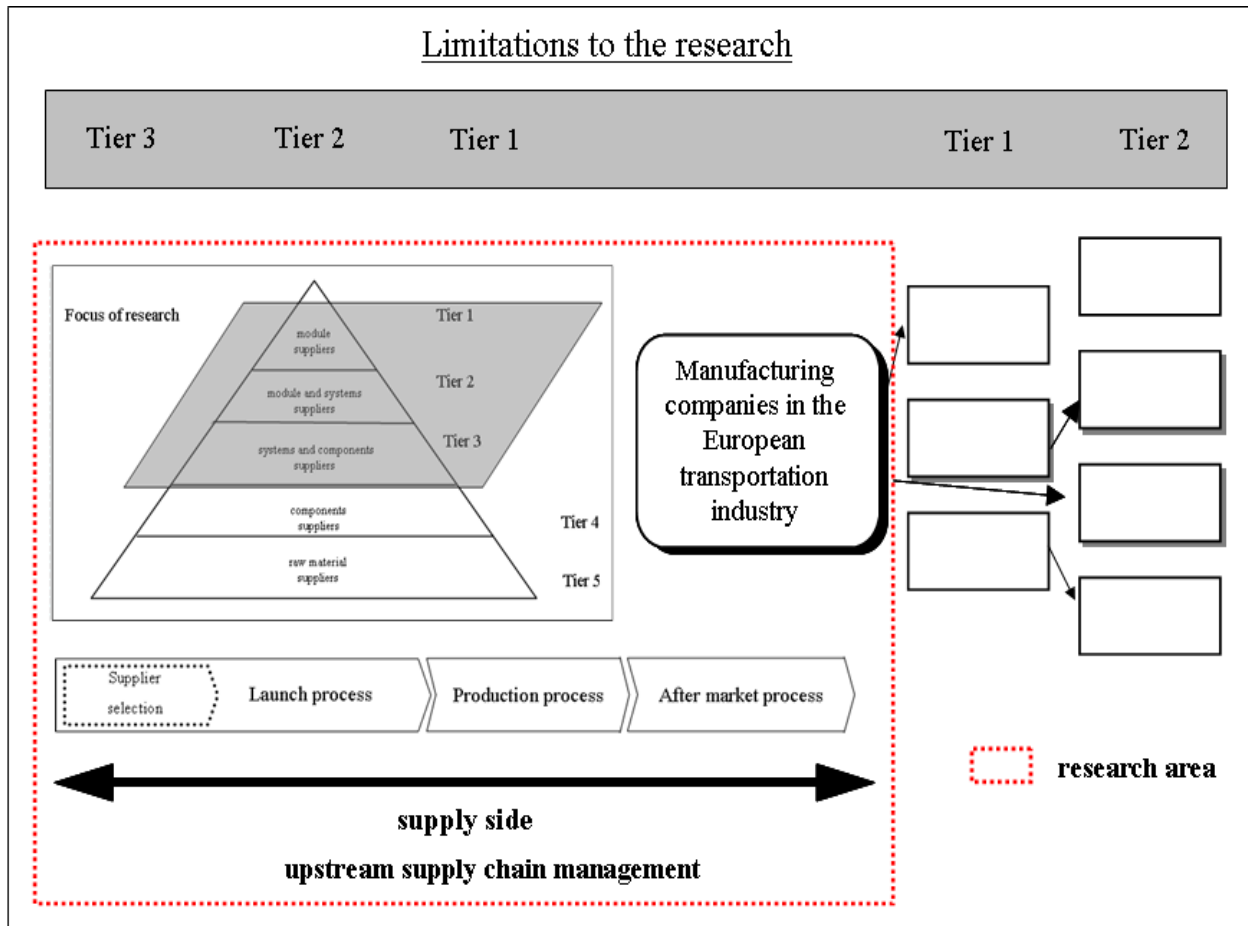 Limitations to the research
Tier 3 Tier 2 Tier 1 Tier 1 Tier 2
Focus of research
Tier 1
module
suppliers
Tier 2
module and systems
suppliers
Tier 3
systems and components
suppliers
components
suppliers
Tier 4
raw material
suppliers
Tier 5
Manufacturing
companies in the
European
transportation
industry
Supplier
selection
Launch process
Production process
After market process
research area
supply side
upstream supply chain management